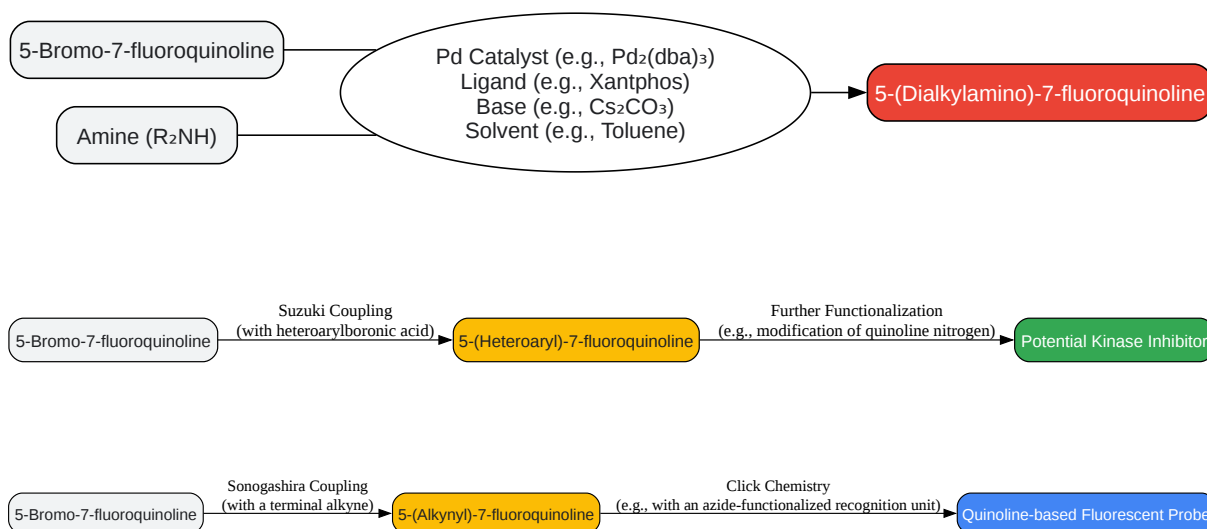 5-Bromo-7-fluoroquinoline
Amine (R₂NH)
Pd Catalyst (e.g., Pd₂(dba)₃)
Ligand (e.g., Xantphos)
Base (e.g., Cs₂CO₃)
Solvent (e.g., Toluene)
5-(Dialkylamino)-7-fluoroquinoline
5-Bromo-7-fluoroquinoline
Suzuki Coupling
(with heteroarylboronic acid)
5-(Heteroaryl)-7-fluoroquinoline
Further Functionalization
(e.g., modification of quinoline nitrogen)
Potential Kinase Inhibitor
5-Bromo-7-fluoroquinoline
Sonogashira Coupling
(with a terminal alkyne)
5-(Alkynyl)-7-fluoroquinoline
Click Chemistry
(e.g., with an azide-functionalized recognition unit)
Quinoline-based Fluorescent Probe